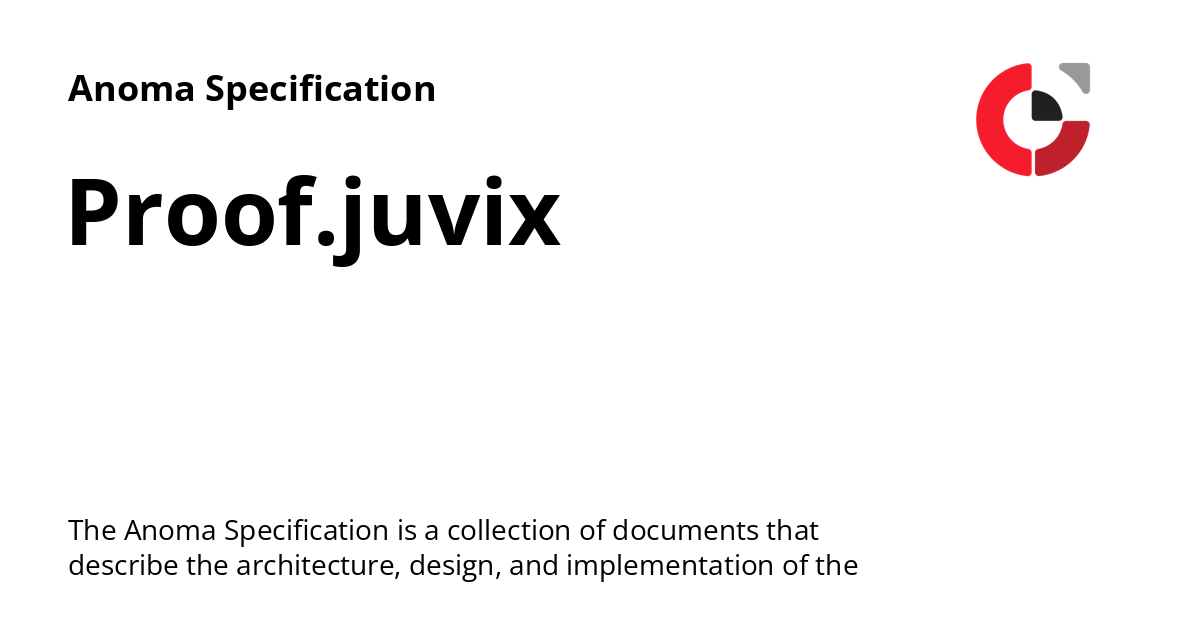 Anoma Specification
Proof.juvix
The Anoma Specification is a collection of documents that
describe the architecture, design, and implementation of the